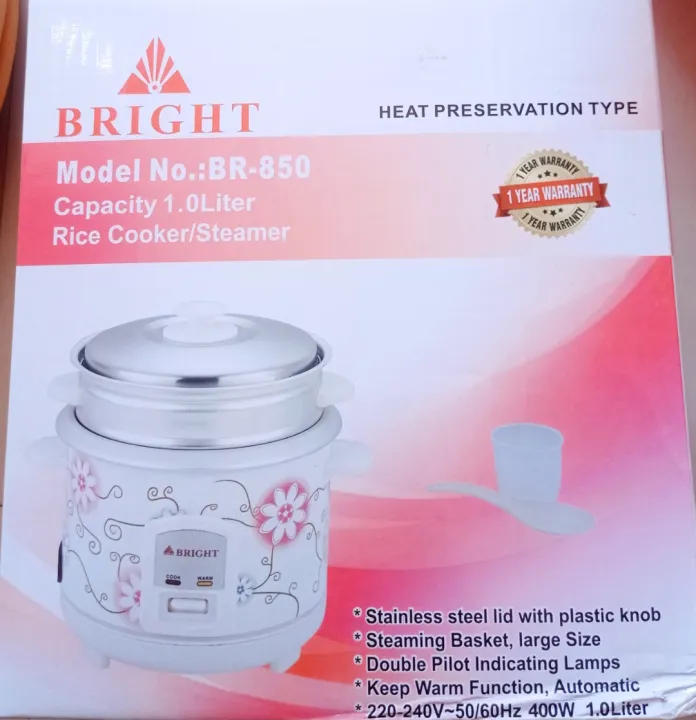 BRIGHT
HEAT PRESERVATION TYPE
Model No.:BR-850
Capacity 1.0Liter
Rice Cooker/Steamer
1 YEAR WARRANTY
1 YEAR WARRANTY
1 YEAR WARRANTY
BRIGHT
COOK WARM
* Stainless steel lid with plastic knob
* Steaming Basket, large Size
* Double Pilot Indicating Lamps
* Keep Warm Function, Automatic
* 220-240V~50/60Hz 400W 1.0Liter